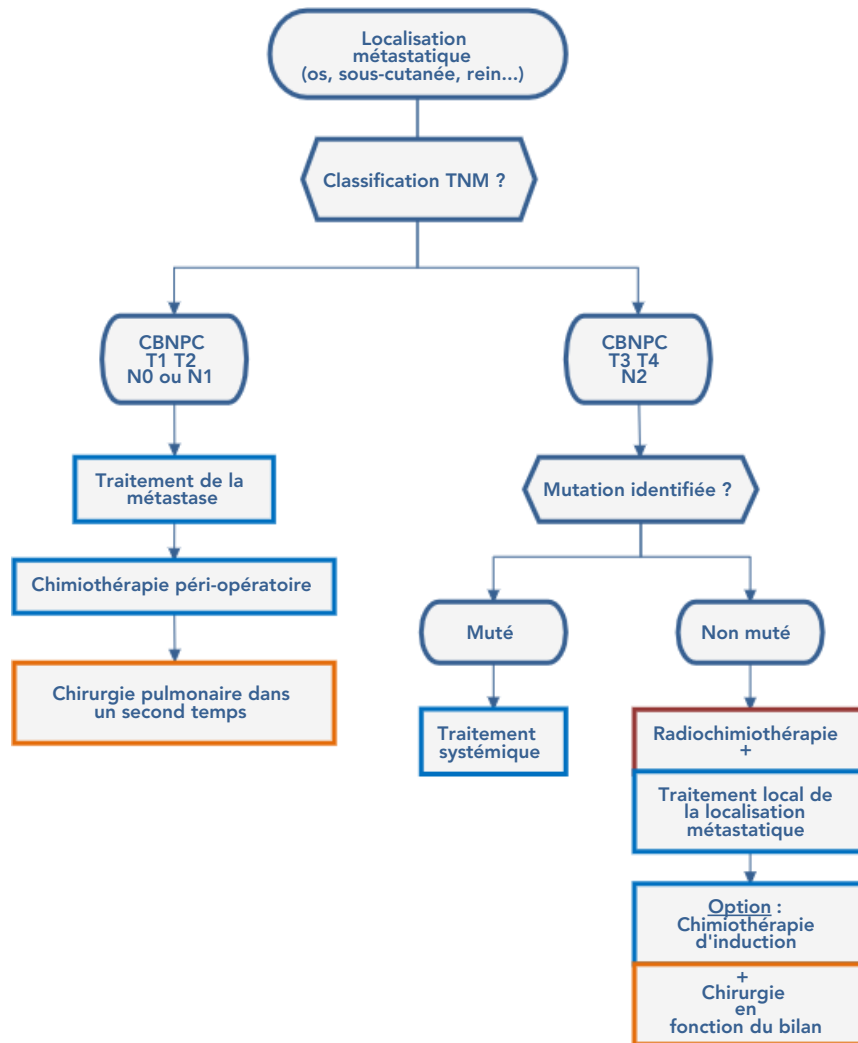 Localisation
métastatique
(os, sous-cutanée, rein...)
Classification TNM ?
CBNPC
T1 T2
N0 ou N1
CBNPC
T3 T4
N2
Traitement de la
métastase
Mutation identifiée ?
Chimiothérapie péri-opératoire
Muté
Non muté
Chirurgie pulmonaire dans
un second temps
Traitement
systémique
Radiochimiothérapie
+
Traitement local de
la localisation
métastatique
Option :
Chimiothérapie
d'induction
+
Chirurgie
en
fonction du bilan